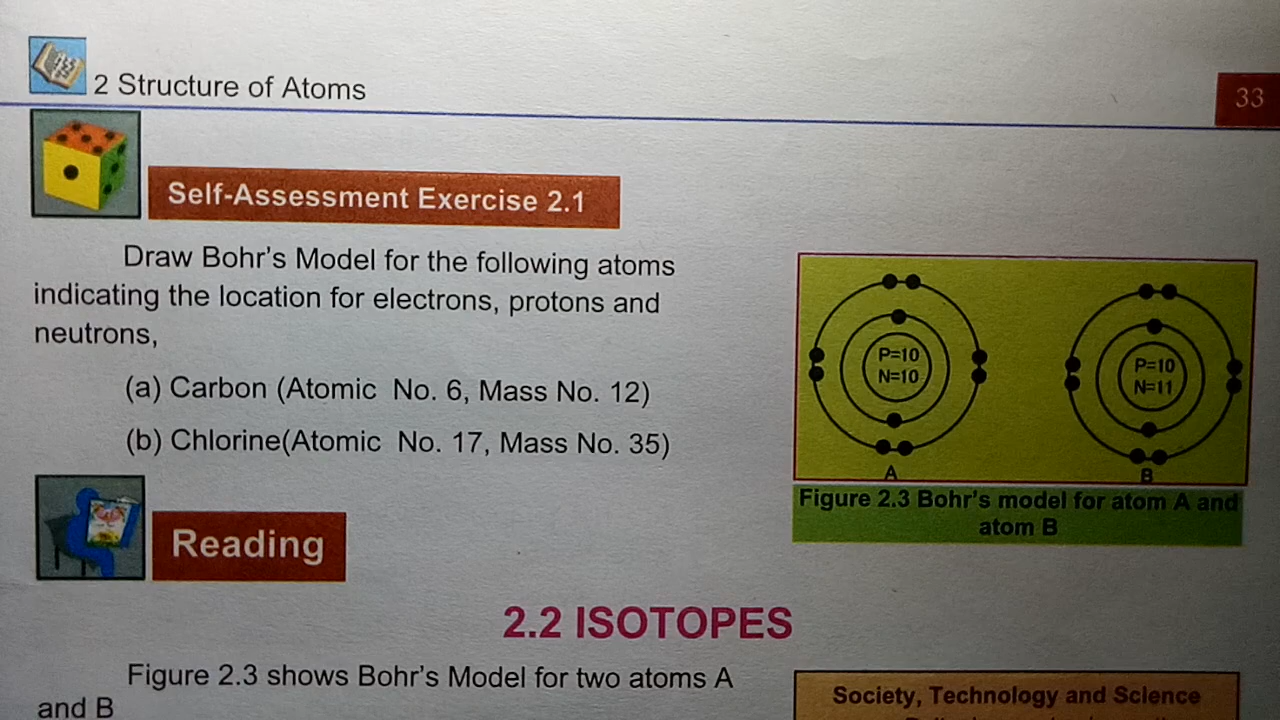 2 Structure of Atoms
33
Self-Assessment Exercise 2.1
Draw Bohr's Model for the following atoms
indicating the location for electrons, protons and
neutrons,
(a) Carbon (Atomic No. 6, Mass No. 12)
(b) Chlorine(Atomic No. 17, Mass No. 35)
P=10
N=10
A
P=10
N=11
B
Figure 2.3 Bohr's model for atom A and
atom B
Reading
2.2 ISOTOPES
Figure 2.3 shows Bohr's Model for two atoms A
and B
Society, Technology and Science